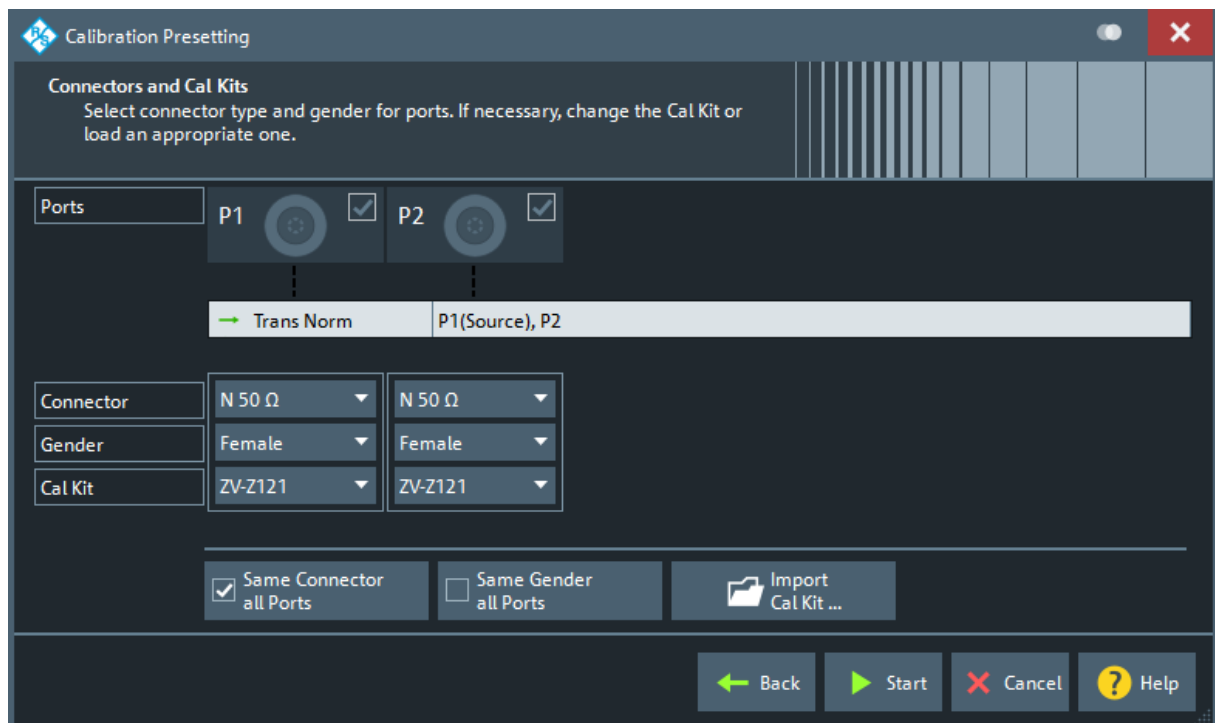 Calibration Presetting
Connectors and Cal Kits
Select connector type and gender for ports. If necessary, change the Cal Kit or
load an appropriate one.
Ports
P1
P2
Trans Norm
P1(Source), P2
Connector
N 50 Ω
N 50 Ω
Gender
Female
Female
Cal Kit
ZV-Z121
ZV-Z121
Same Connector
all Ports
Same Gender
all Ports
Import
Cal Kit ...
Back
Start
Cancel
? Help